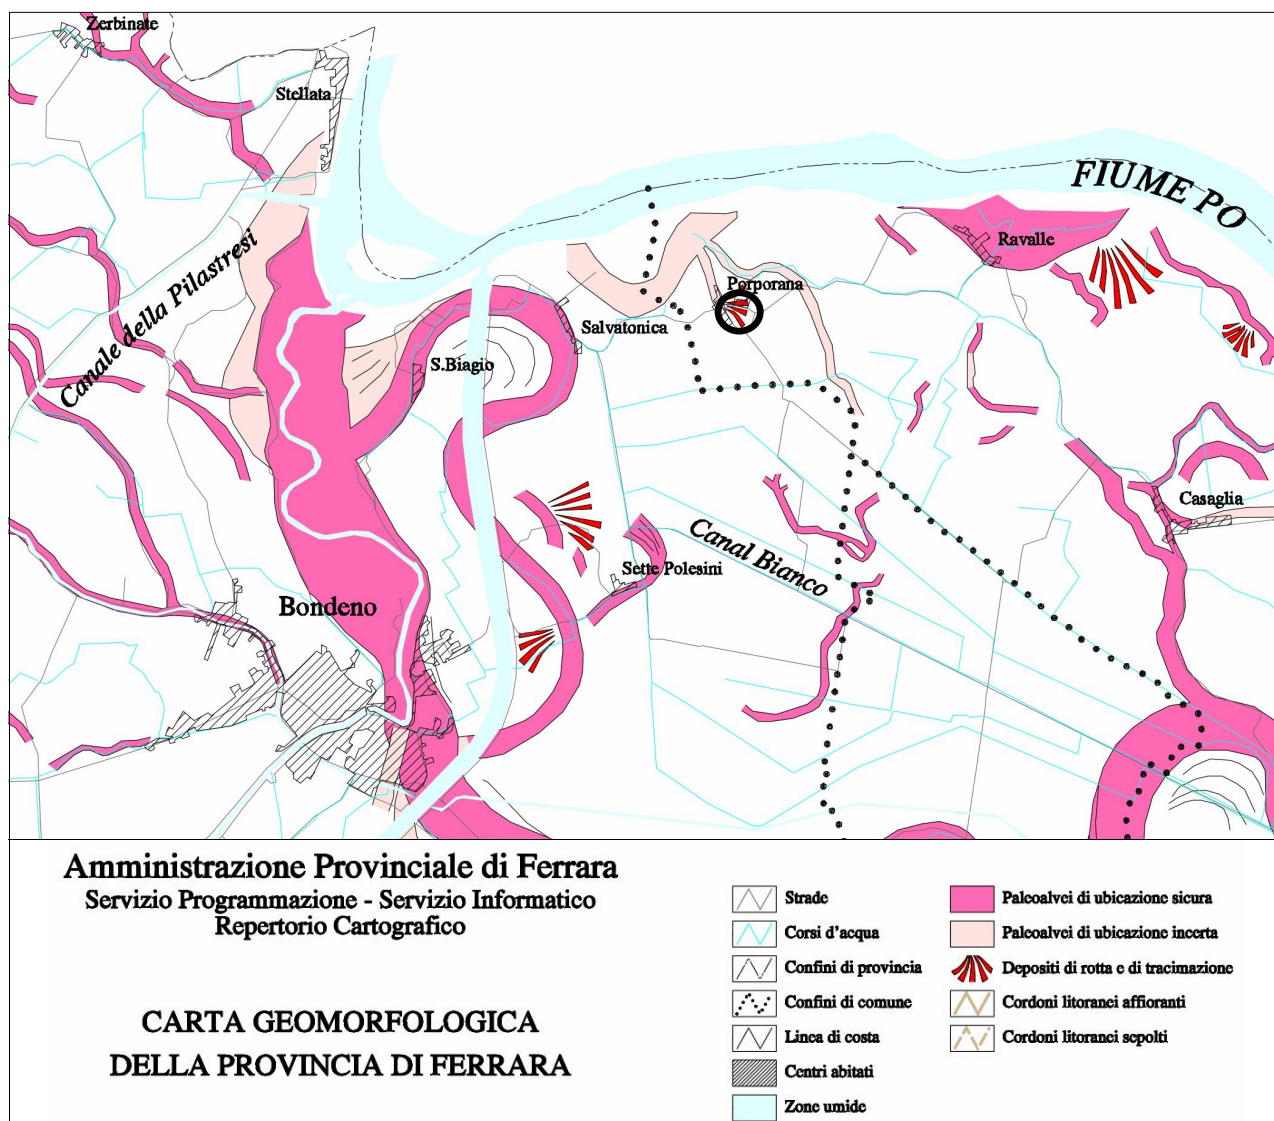 Zerbinate
Stellata
FIUME PO
Ravalle
Canale della Pilastresi
Porporana
Salvatonica
S.Biagio
Casaglia
Canal Bianco
Sette Polesini
Bondeno
Amministrazione Provinciale di Ferrara
Servizio Programmazione - Servizio Informatico
Repertorio Cartografico
CARTA GEOMORFOLOGICA
DELLA PROVINCIA DI FERRARA
Strade
Corsi d'acqua
Confini di provincia
Confini di comune
Linea di costa
Centri abitati
Zone umide
Paleoalvei di ubicazione sicura
Paleoalvei di ubicazione incerta
Depositi di rotta e di tracimazione
Cordoni litoranei affioranti
Cordoni litoranei sepolti